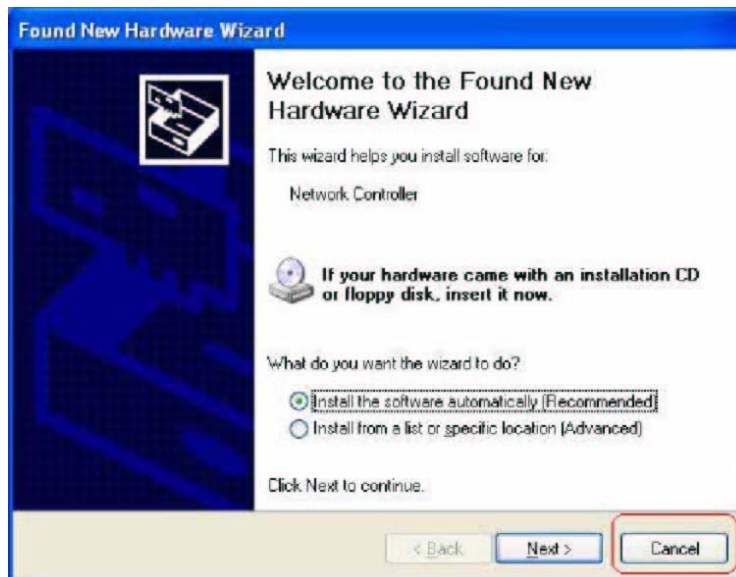 Found New Hardware Wizard
Welcome to the Found New
Hardware Wizard
This wizard helps you install software for:
Network Controller
If your hardware came with an installation CD
or floppy disk, insert it now.
What do you want the wizard to do?
Install the software automatically (Recommended)
Install from a list or specific location (Advanced)
Click Next to continue.
< Back
Next >
Cancel